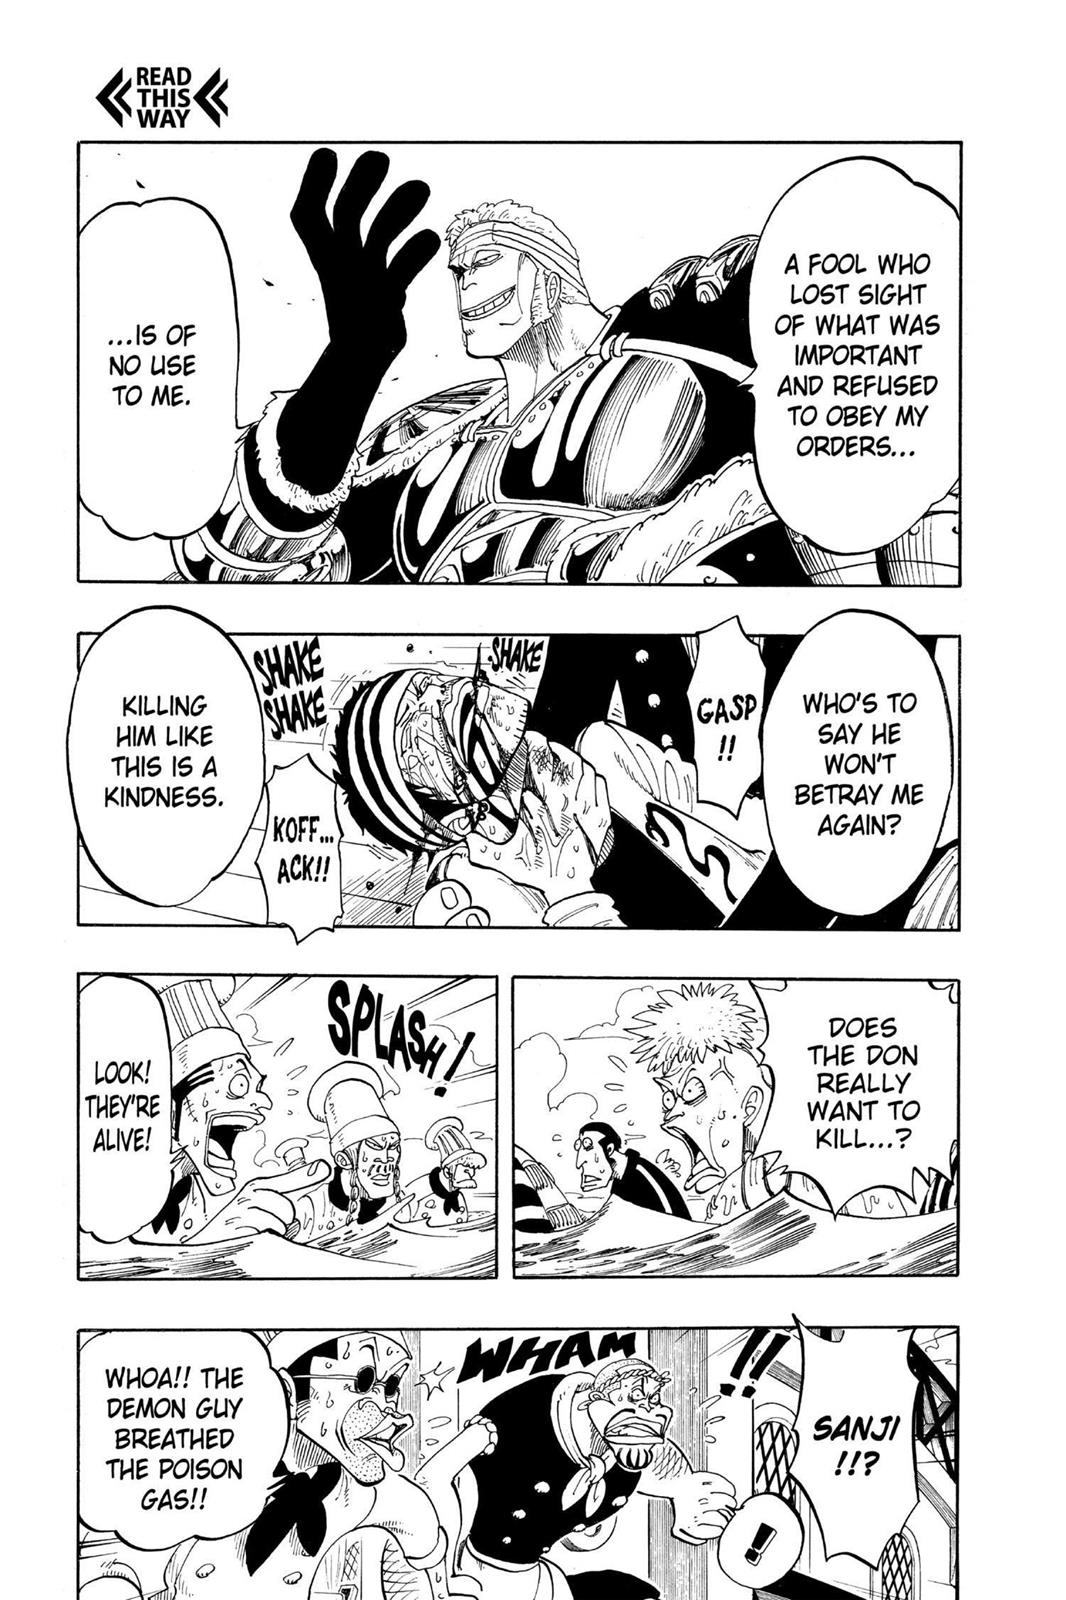 READ
THIS
WAY
A FOOL WHO
LOST SIGHT
OF WHAT WAS
IMPORTANT
AND REFUSED
TO OBEY MY
ORDERS...
...IS OF
NO USE
TO ME.
WHO'S TO
SAY HE
WON'T
BETRAY ME
AGAIN?
GASP
!!
SHAKE
SHAKE
SHAKE
KOFF...
ACK!!
KILLING
HIM LIKE
THIS IS A
KINDNESS.
DOES
THE DON
REALLY
WANT TO
KILL...?
SPLASH!
LOOK!
THEY'RE
ALIVE!
SANJI
!!?
!!
!
WHAM
WHOA!! THE
DEMON GUY
BREATHED
THE POISON
GAS!!